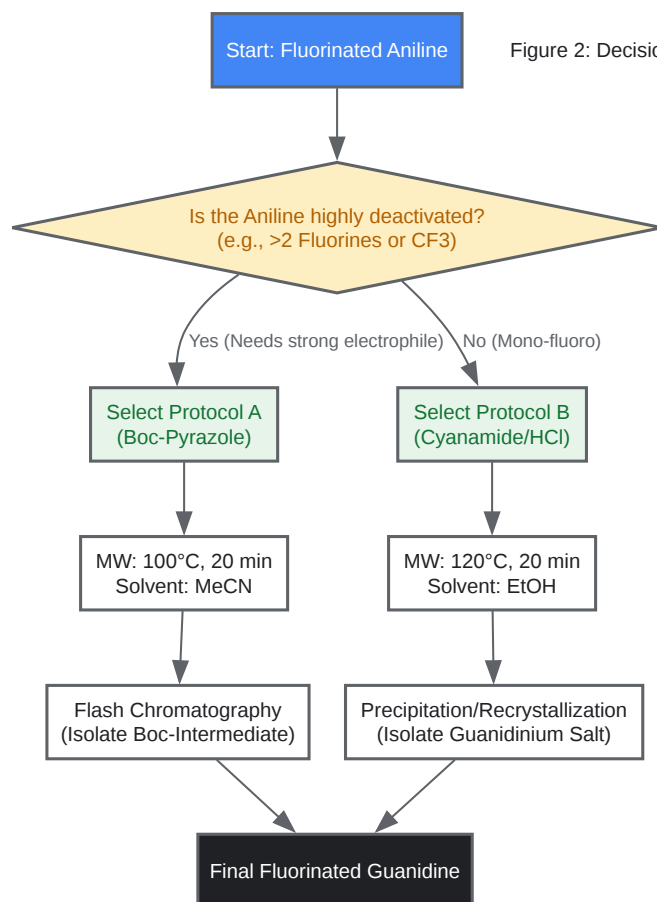 Start: Fluorinated Aniline
Figure 2: Decisio
Is the Aniline highly deactivated?
(e.g., >2 Fluorines or CF3)
Yes (Needs strong electrophile)
No (Mono-fluoro)
Select Protocol A
(Boc-Pyrazole)
Select Protocol B
(Cyanamide/HCl)
MW: 100°C, 20 min
Solvent: MeCN
MW: 120°C, 20 min
Solvent: EtOH
Flash Chromatography
(Isolate Boc-Intermediate)
Precipitation/Recrystallization
(Isolate Guanidinium Salt)
Final Fluorinated Guanidine